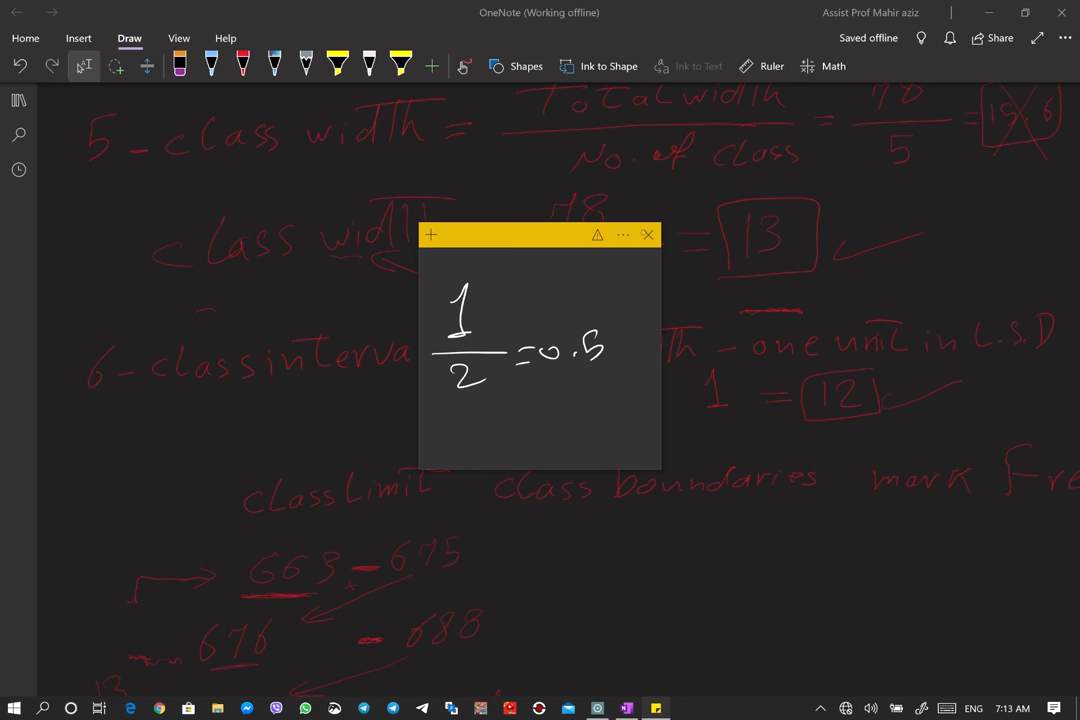 OneNote (Working offline)
Assist Prof Mahir aziz
Home Insert Draw View Help
Saved offline
Share
Shapes Ink to Shape Ink to Text Ruler Math
5 - class width = Total width / No. of class = 78 / 5 = 15.6
class width 78 = 13
1 / 2 = 0.5
6 - class interva th - one unit in L.S.D
1 = 12
class Limit class boundaries mark Fre
663 - 675
676 - 688
13
ENG 7:13 AM